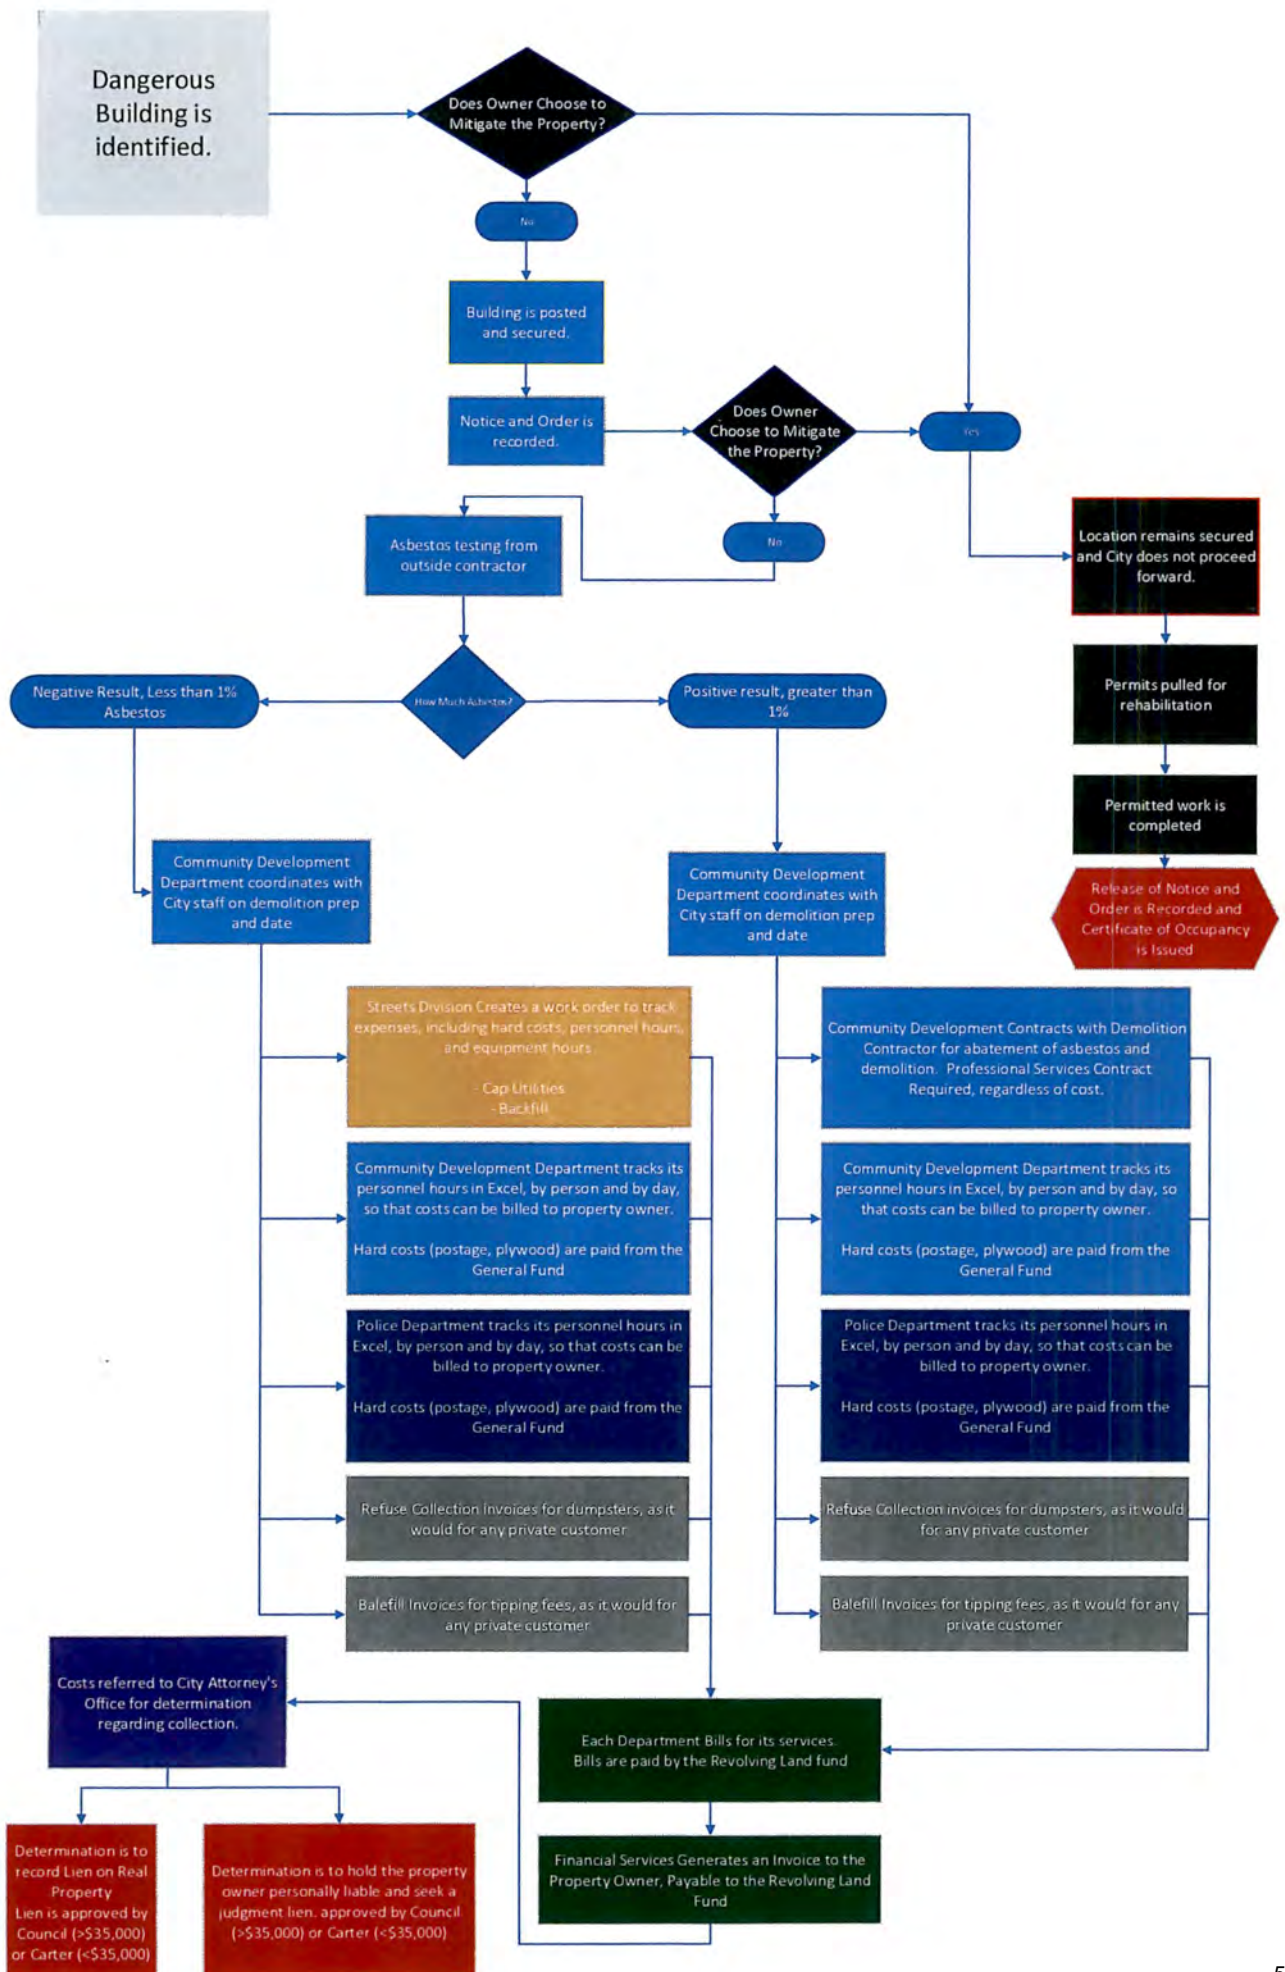 Dangerous
Building is
identified.
Does Owner Choose to
Mitigate the Property?
No
Building is posted
and secured.
Notice and Order is
recorded.
Does Owner
Choose to Mitigate
the Property?
Yes
No
Asbestos testing from
outside contractor
Location remains secured
and City does not proceed
forward.
Permits pulled for
rehabilitation
Permitted work is
completed
Release of Notice and
Order is Recorded and
Certificate of Occupancy
is Issued
How Much Asbestos?
Negative Result, Less than 1%
Asbestos
Positive result, greater than
1%
Community Development
Department coordinates with
City staff on demolition prep
and date
Community Development
Department coordinates with
City staff on demolition prep
and date
Streets Division Creates a work order to track
expenses, including hard costs, personnel hours,
and equipment hours
- Cap Utilities
- Backfill
Community Development Department tracks its
personnel hours in Excel, by person and by day,
so that costs can be billed to property owner.
Hard costs (postage, plywood) are paid from the
General Fund
Police Department tracks its personnel hours in
Excel, by person and by day, so that costs can be
billed to property owner.
Hard costs (postage, plywood) are paid from the
General Fund
Refuse Collection Invoices for dumpsters, as it
would for any private customer
Balefill Invoices for tipping fees, as it would for
any private customer
Community Development Contracts with Demolition
Contractor for abatement of asbestos and
demolition. Professional Services Contract
Required, regardless of cost.
Community Development Department tracks its
personnel hours in Excel, by person and by day, so
that costs can be billed to property owner.
Hard costs (postage, plywood) are paid from the
General Fund
Police Department tracks its personnel hours in
Excel, by person and by day, so that costs can be
billed to property owner.
Hard costs (postage, plywood) are paid from the
General Fund
Refuse Collection invoices for dumpsters, as it would
for any private customer
Balefill Invoices for tipping fees, as it would for any
private customer
Each Department Bills for its services.
Bills are paid by the Revolving Land fund
Financial Services Generates an Invoice to the
Property Owner, Payable to the Revolving Land
Fund
Costs referred to City Attorney's
Office for determination
regarding collection.
Determination is to
record Lien on Real
Property
Lien is approved by
Council (>$35,000)
or Carter (<$35,000)
Determination is to hold the property
owner personally liable and seek a
judgment lien. approved by Council
(>$35,000) or Carter (<$35,000)
5